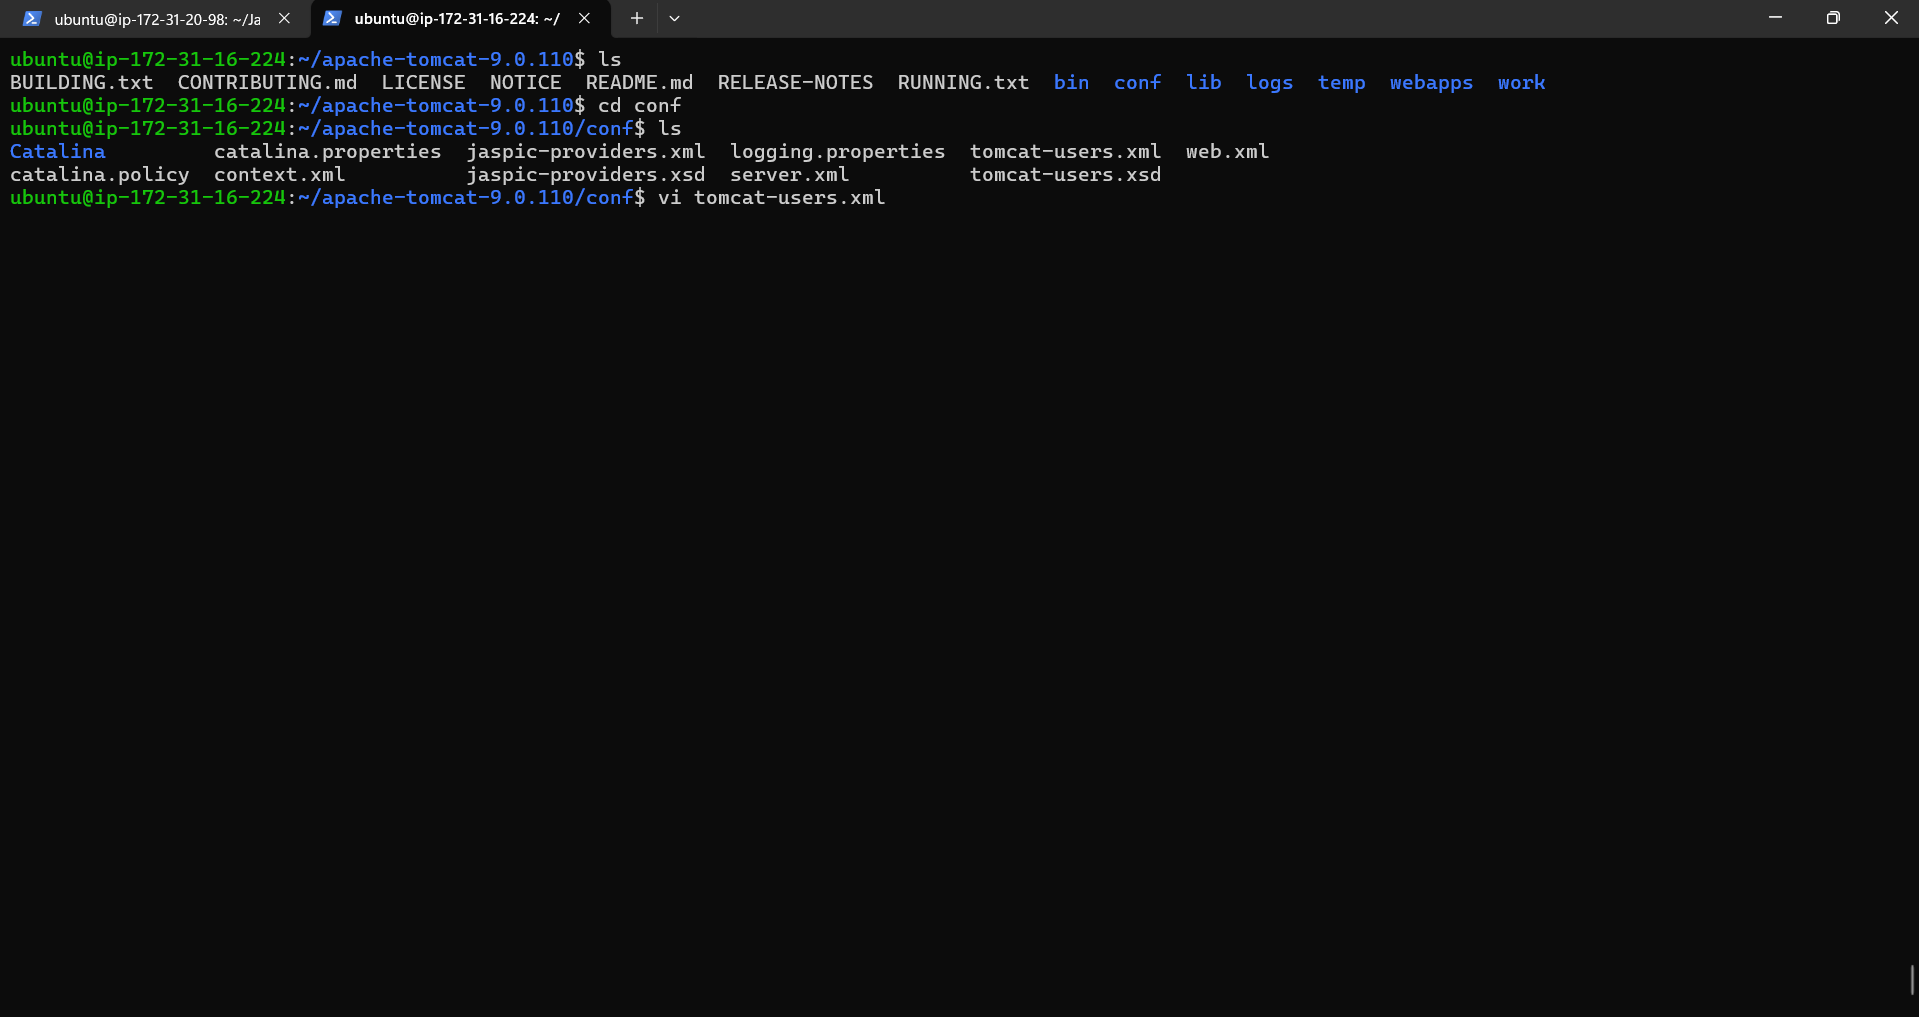 ubuntu@ip-172-31-20-98: ~/Ja
ubuntu@ip-172-31-16-224: ~/
ubuntu@ip-172-31-16-224:~/apache-tomcat-9.0.110$ ls
BUILDING.txt  CONTRIBUTING.md  LICENSE  NOTICE  README.md  RELEASE-NOTES  RUNNING.txt  bin  conf  lib  logs  temp  webapps  work
ubuntu@ip-172-31-16-224:~/apache-tomcat-9.0.110$ cd conf
ubuntu@ip-172-31-16-224:~/apache-tomcat-9.0.110/conf$ ls
Catalina         catalina.properties  jaspic-providers.xml  logging.properties  tomcat-users.xml  web.xml
catalina.policy  context.xml          jaspic-providers.xsd  server.xml          tomcat-users.xsd
ubuntu@ip-172-31-16-224:~/apache-tomcat-9.0.110/conf$ vi tomcat-users.xml